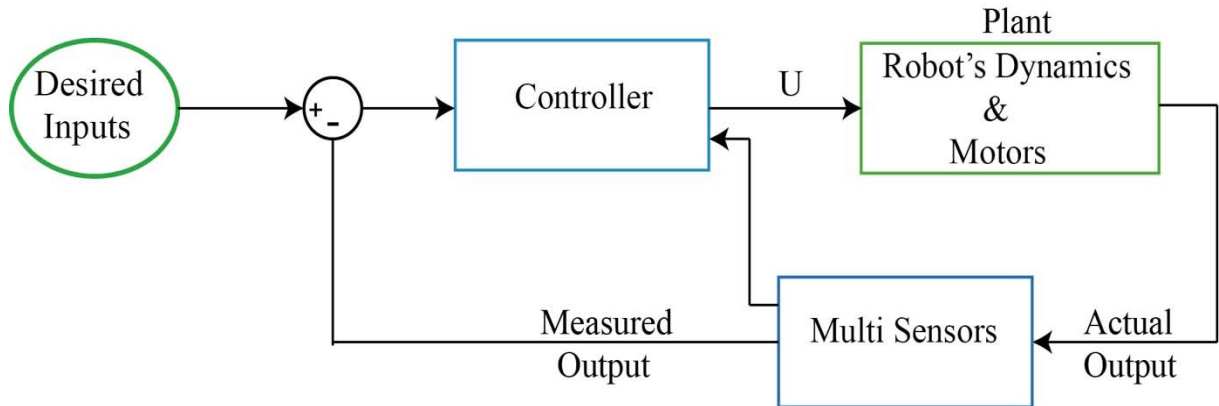 Desired
Inputs
+
-
Controller
U
Plant
Robot's Dynamics
&
Motors
Measured
Output
Multi Sensors
Actual
Output